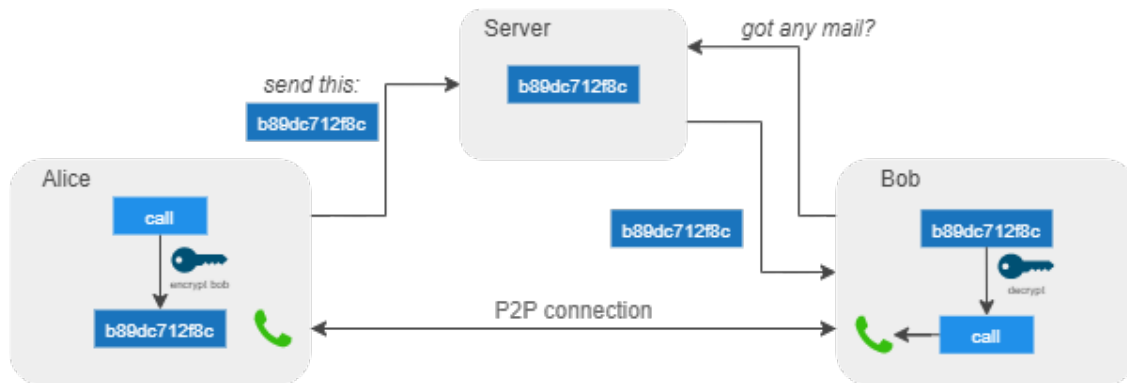 Server
got any mail?
b89dc712f8c
send this:
b89dc712f8c
Alice
call
encrypt bob
b89dc712f8c
b89dc712f8c
P2P connection
Bob
b89dc712f8c
decrypt
call